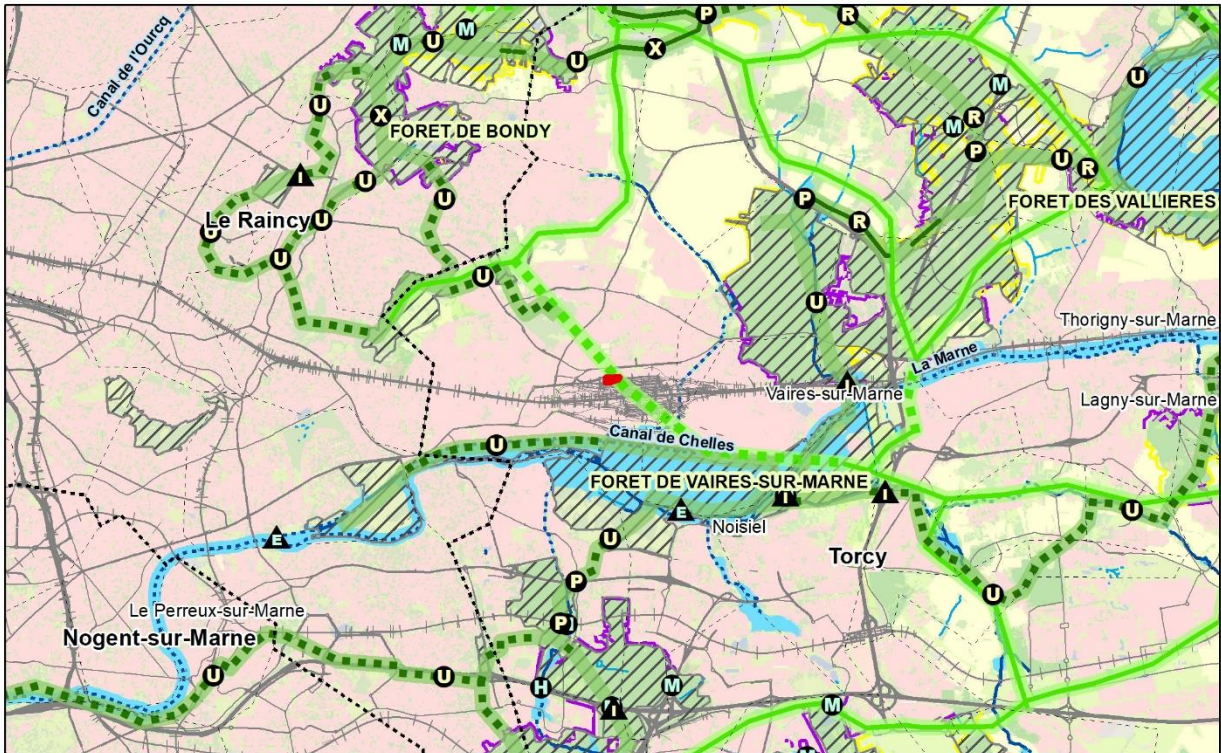 P
R
M
U
M
U
X
U
M
R
M
P
U
R
X
FORET DE BONDY
Canal de l'Ourcq
U
I
U
U
P
R
FORET DES VALLIERES
Le Raincy
U
U
U
U
U
Thorigny-sur-Marne
La Marne
I
Vaires-sur-Marne
Lagny-sur-Marne
Canal de Chelles
U
FORET DE VAIRES-SUR-MARNE
I
I
E
U
Noisiel
E
U
Torcy
P
U
Le Perreux-sur-Marne
P
Nogent-sur-Marne
U
U
H
M
I
M